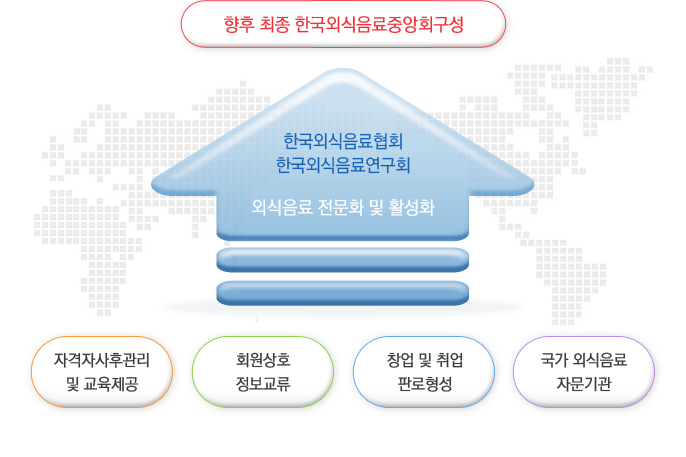 향후 최종 한국외식음료중앙회구성
한국외식음료협회
한국외식음료연구회
외식음료 전문화 및 활성화
자격자사후관리
및 교육제공
회원상호
정보교류
창업 및 취업
판로형성
국가 외식음료
자문기관